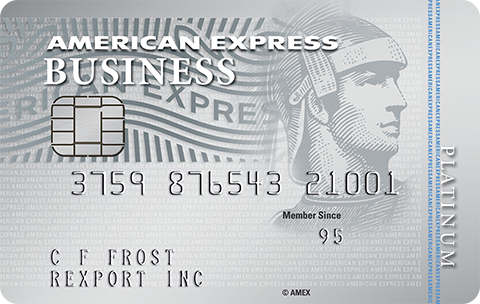 AMERICAN EXPRESS
BUSINESS
3759 876543 21001
Member Since
95
C F FROST
REXPORT INC
© AMEX
PLATINUM